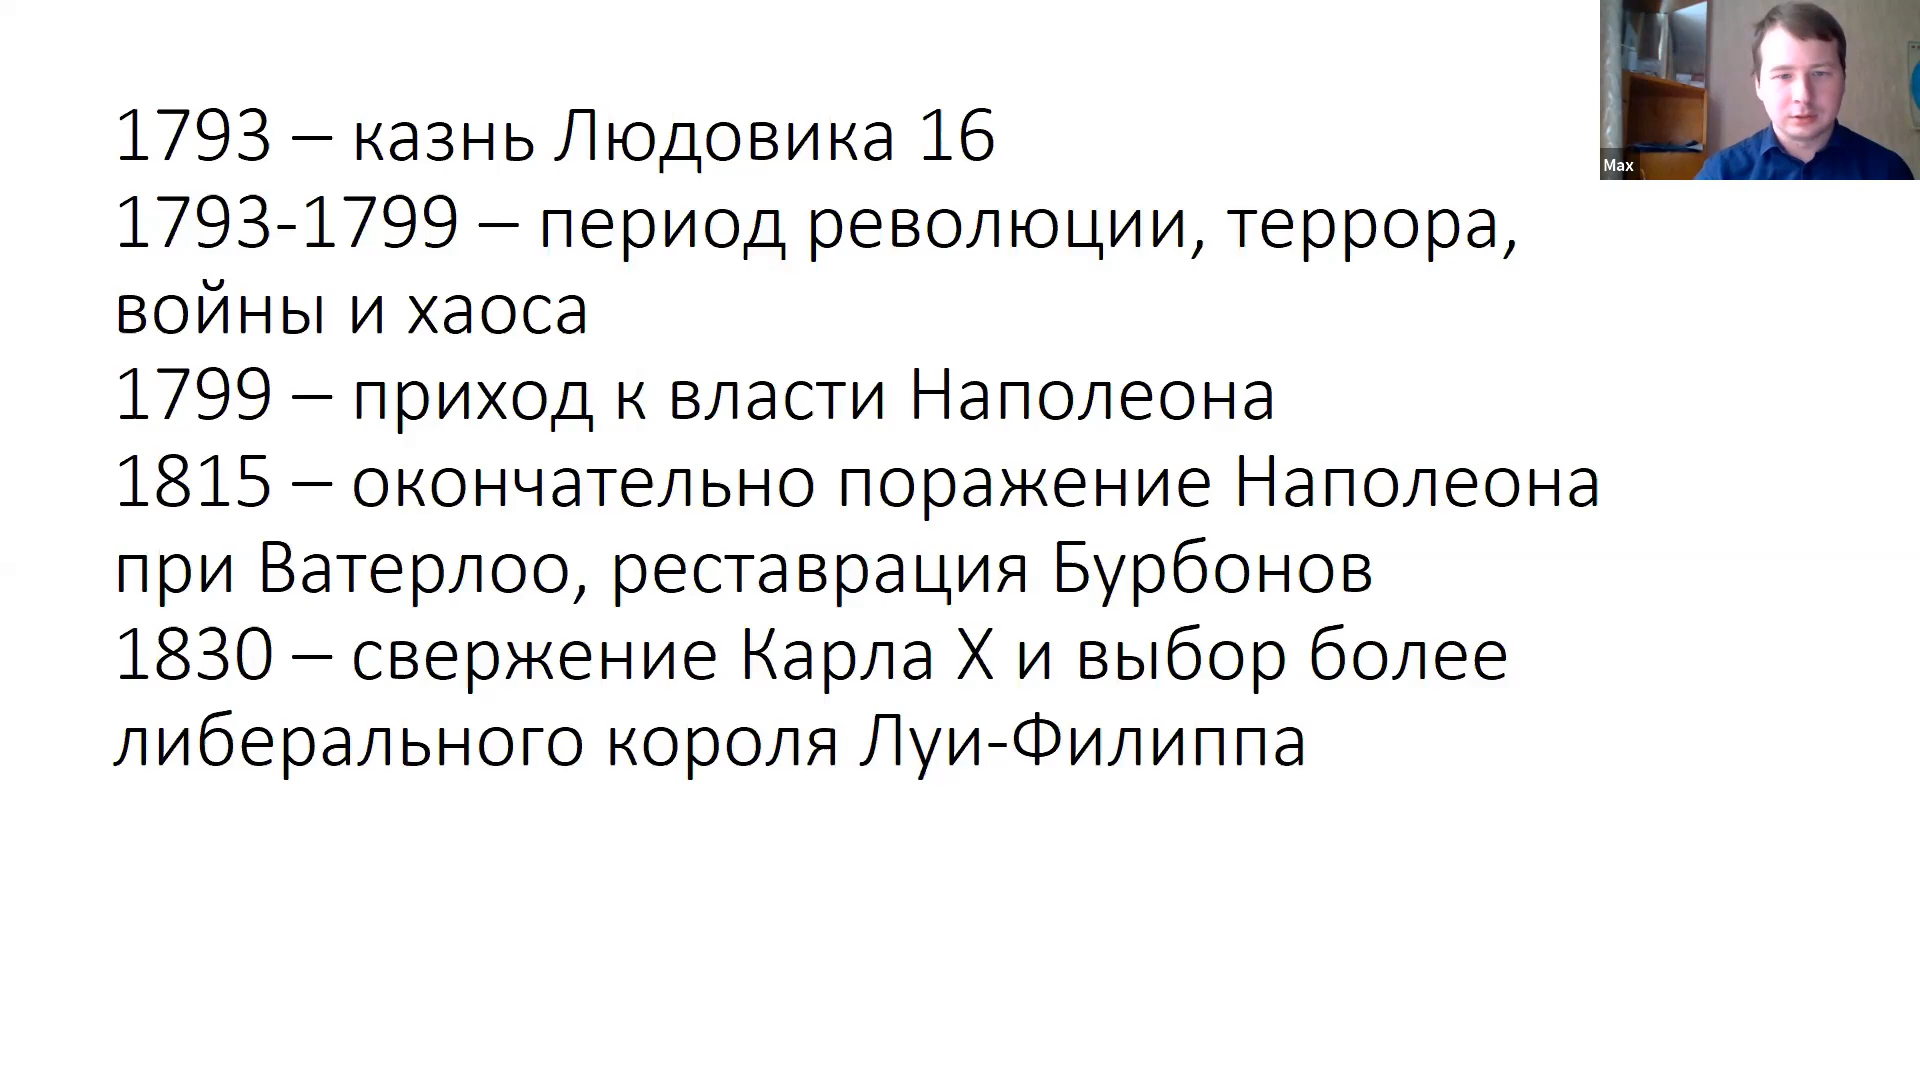 1793 – казнь Людовика 16
1793-1799 – период революции, террора,
войны и хаоса
1799 – приход к власти Наполеона
1815 – окончательно поражение Наполеона
при Ватерлоо, реставрация Бурбонов
1830 – свержение Карла X и выбор более
либерального короля Луи-Филиппа
Max